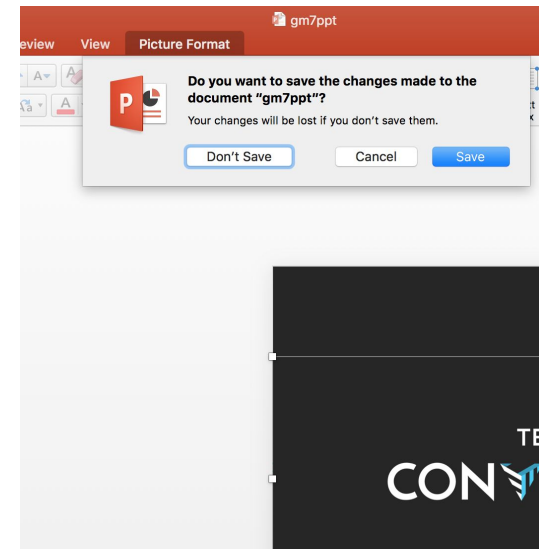 gm7ppt
eview View Picture Format
Do you want to save the changes made to the
document “gm7ppt”?
Your changes will be lost if you don’t save them.
Don’t Save Cancel Save
A
A
P
TE
CON